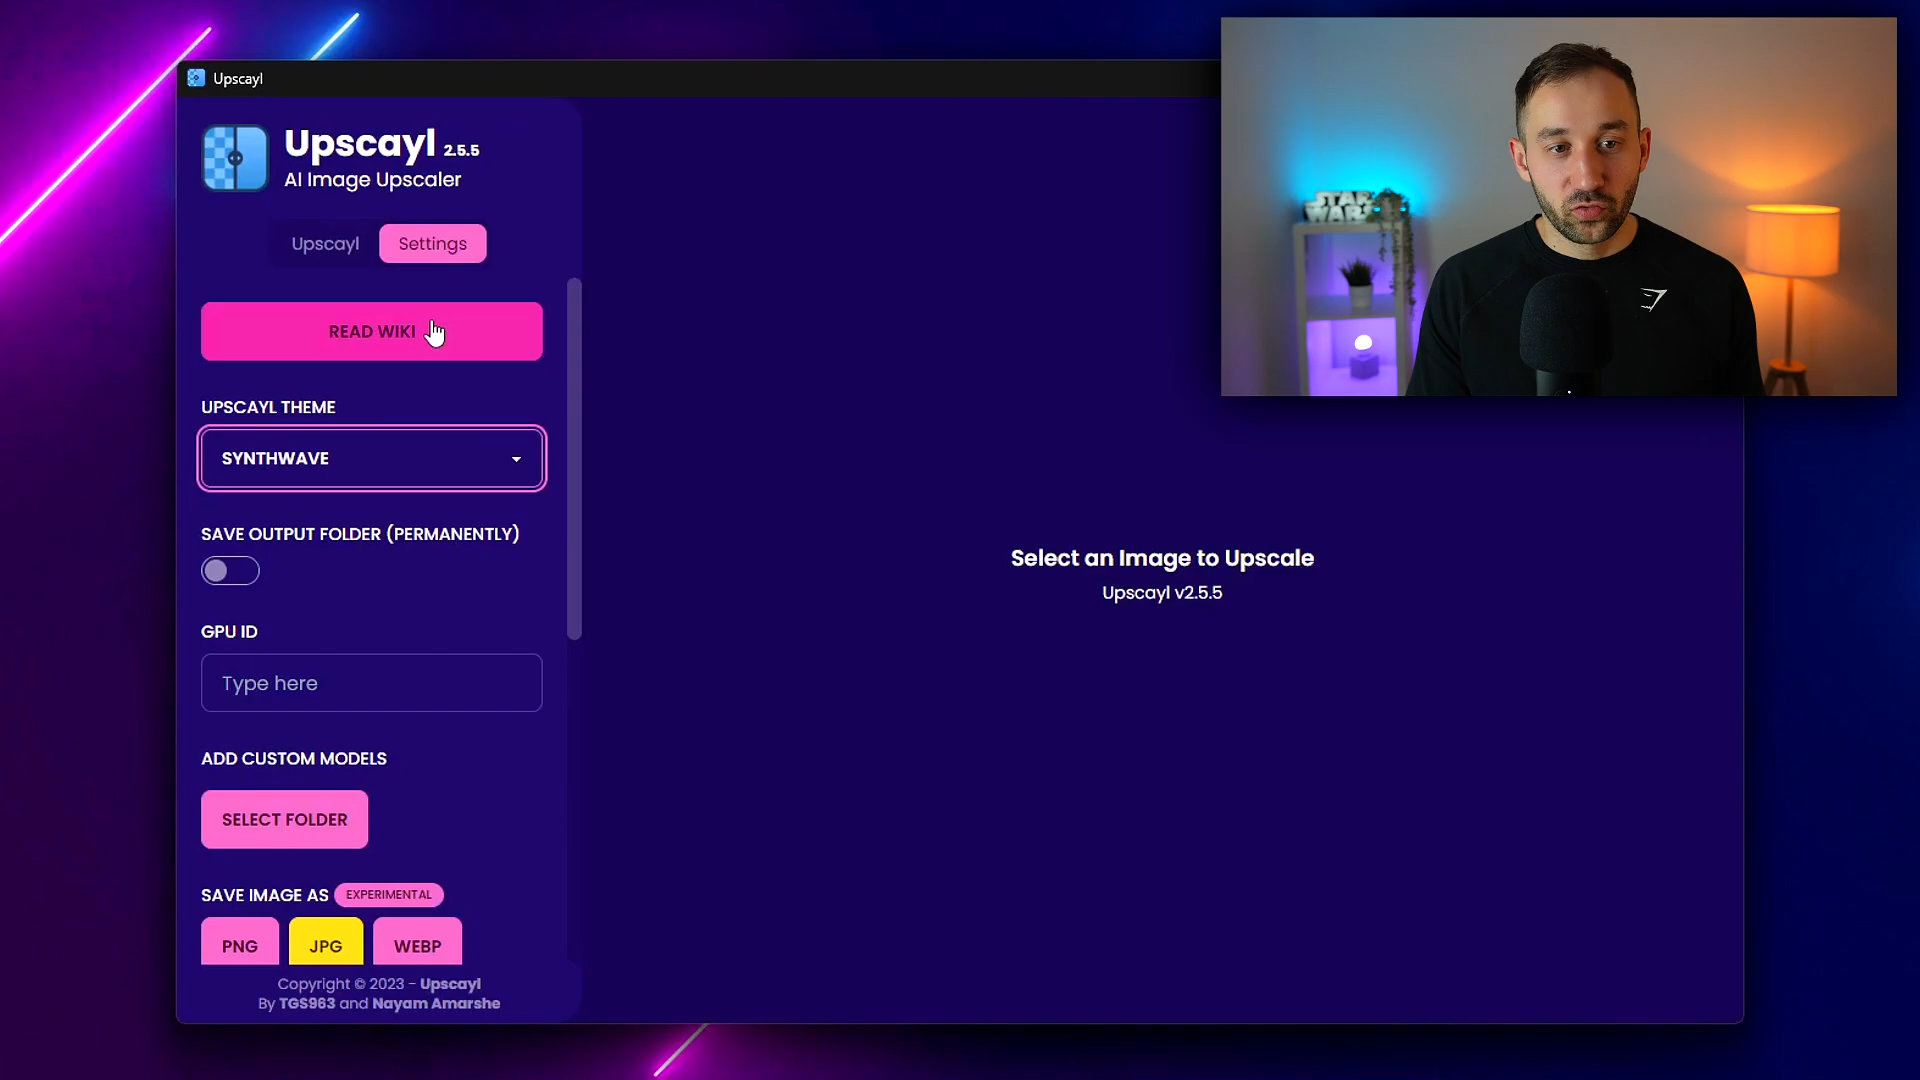 Upscayl
Upscayl 2.5.5
AI Image Upscaler
Upscayl Settings
READ WIKI
UPSCAYL THEME
SYNTHWAVE
SAVE OUTPUT FOLDER (PERMANENTLY)
GPU ID
Type here
ADD CUSTOM MODELS
SELECT FOLDER
SAVE IMAGE AS EXPERIMENTAL
PNG JPG WEBP
Copyright © 2023 - Upscayl
By TGS963 and Nayam Amarshe
Select an Image to Upscale
Upscayl v2.5.5
STAR
WARS